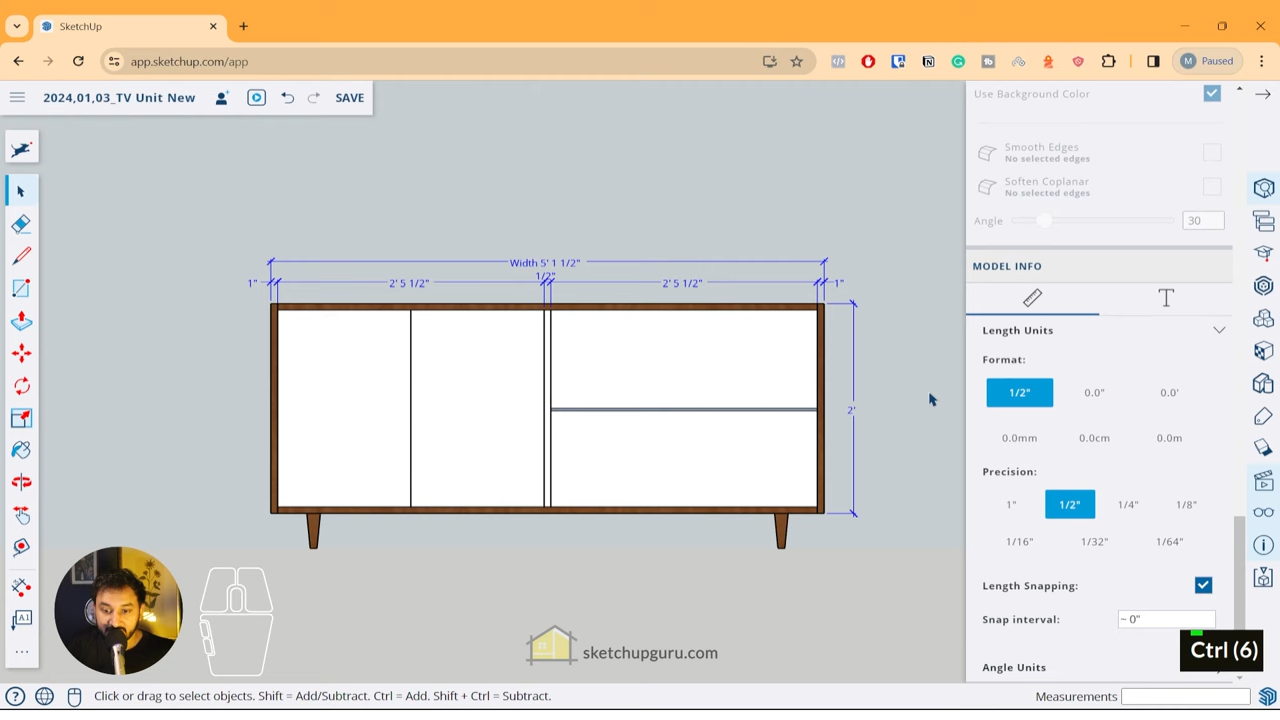 SketchUp
app.sketchup.com/app
M Paused
2024,01,03_TV Unit New
SAVE
Use Background Color
Smooth Edges
No selected edges
Soften Coplanar
No selected edges
Angle
30
MODEL INFO
Length Units
Format:
1/2" 0.0" 0.0'
0.0mm 0.0cm 0.0m
Precision:
1" 1/2" 1/4" 1/8"
1/16" 1/32" 1/64"
Length Snapping:
Snap interval: ~ 0"
Angle Units
Ctrl (6)
Width 5' 1 1/2"
1/2"
1" 2' 5 1/2" 2' 5 1/2" 1"
2'
A1
sketchupguru.com
Click or drag to select objects. Shift = Add/Subtract. Ctrl = Add. Shift + Ctrl = Subtract.
Measurements